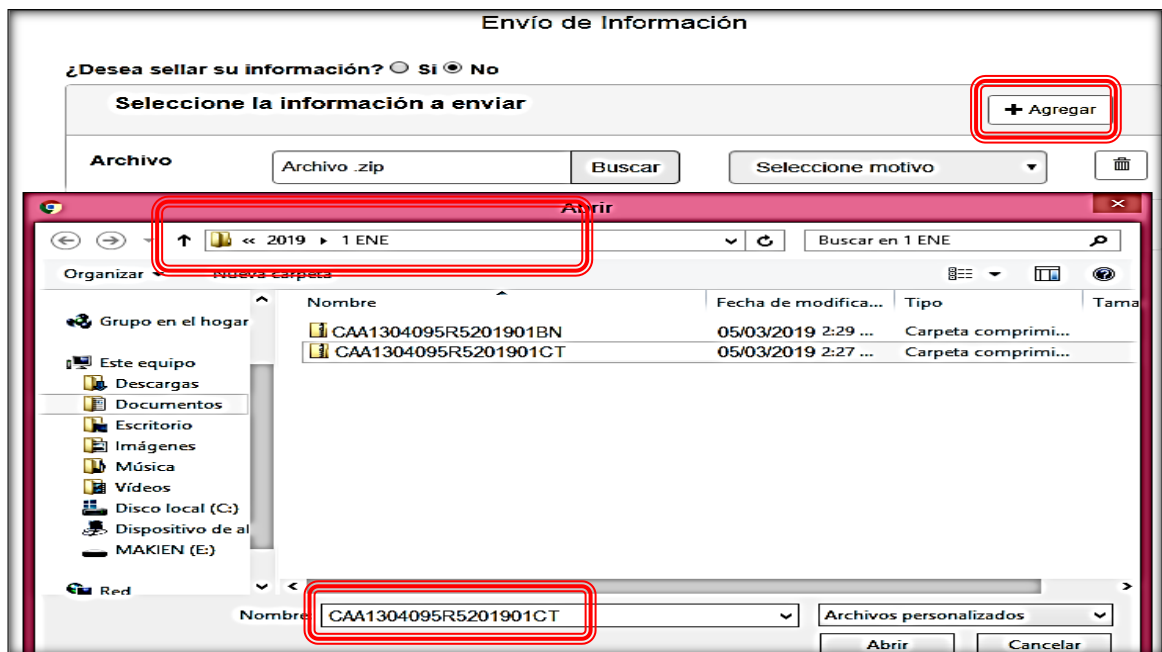 Envío de Información
¿Desea sellar su información? Si No
Seleccione la información a enviar
+ Agregar
Archivo Archivo .zip Buscar Seleccione motivo
Abrir
« 2019 ▸ 1 ENE Buscar en 1 ENE
Organizar Nueva carpeta
Nombre Fecha de modifica... Tipo Tama
CAA1304095R5201901BN 05/03/2019 2:29 ... Carpeta comprimi...
CAA1304095R5201901CT 05/03/2019 2:27 ... Carpeta comprimi...
Grupo en el hogar
Este equipo
Descargas
Documentos
Escritorio
Imágenes
Música
Vídeos
Disco local (C:)
Dispositivo de al
MAKIEN (E:)
Red
Nombre CAA1304095R5201901CT Archivos personalizados
Abrir Cancelar